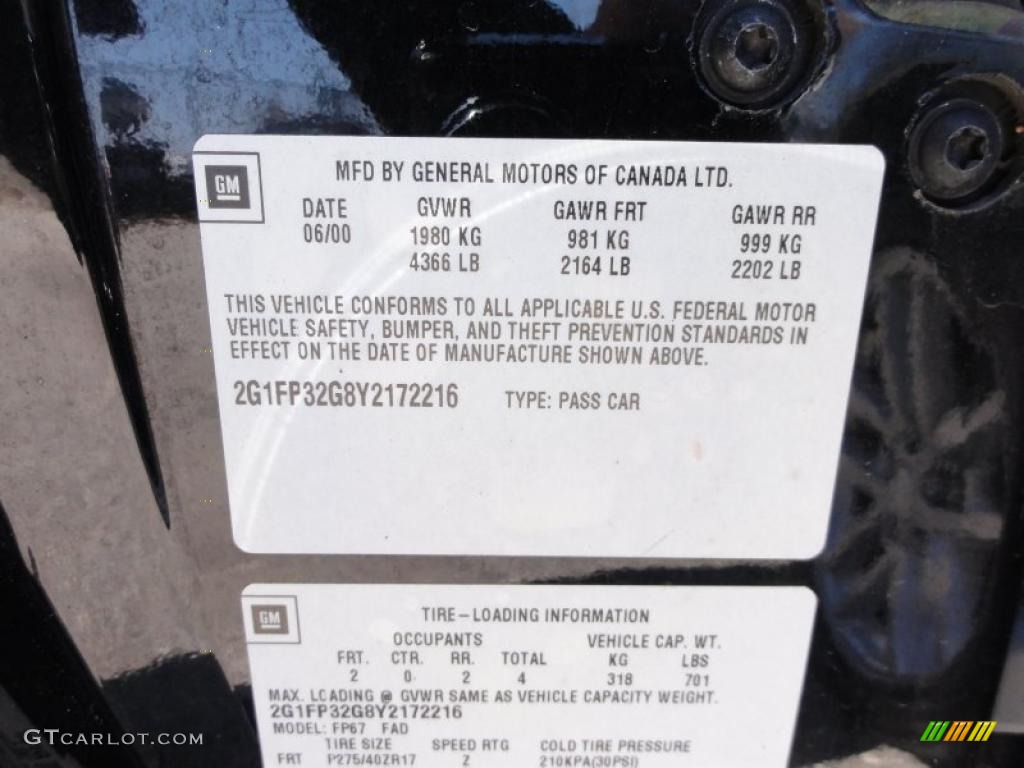 GM
MFD BY GENERAL MOTORS OF CANADA LTD.
DATE GVWR GAWR FRT GAWR RR
06/00 1980 KG 981 KG 999 KG
4366 LB 2164 LB 2202 LB
THIS VEHICLE CONFORMS TO ALL APPLICABLE U.S. FEDERAL MOTOR
VEHICLE SAFETY, BUMPER, AND THEFT PREVENTION STANDARDS IN
EFFECT ON THE DATE OF MANUFACTURE SHOWN ABOVE.
2G1FP32G8Y2172216 TYPE: PASS CAR
GM
TIRE-LOADING INFORMATION
OCCUPANTS VEHICLE CAP. WT.
FRT. CTR. RR. TOTAL KG LBS
2 0 2 4 318 701
MAX. LOADING @ GVWR SAME AS VEHICLE CAPACITY WEIGHT.
2G1FP32G8Y2172216
MODEL: FP67 FAD
TIRE SIZE SPEED RTG COLD TIRE PRESSURE
FRT P275/40ZR17 Z 210KPA(30PSI)
GTCARLOT.COM